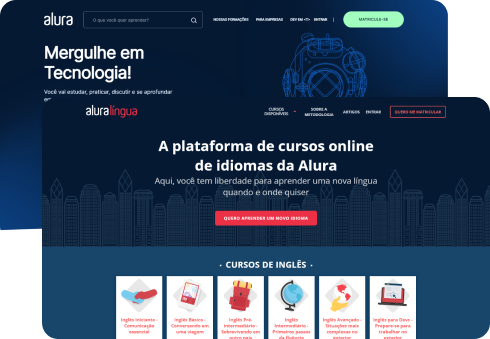 alura
O que você quer aprender?
NOSSAS FORMAÇÕES
PARA EMPRESAS
DEV EM <T>
ENTRAR
MATRICULE-SE
Mergulhe em
Tecnologia!
Você vai estudar, praticar, discutir e se aprofundar
aluralíngua
CURSOS
DISPONÍVEIS
SOBRE A
METODOLOGIA
ARTIGOS
ENTRAR
QUERO ME MATRICULAR
A plataforma de cursos online
de idiomas da Alura
Aqui, você tem liberdade para aprender uma nova língua
quando e onde quiser
QUERO APRENDER UM NOVO IDIOMA
• CURSOS DE INGLÊS •
Inglês Iniciante -
Comunicação
essencial
Inglês Básico -
Conversando em
uma viagem
Inglês Pré-
Intermediário -
Sobrevivendo em
outro país
Inglês
Intermediário -
Primeiros passos
da fluência
Inglês Avançado -
Situações mais
complexas no
exterior
Inglês para Devs -
Prepare-se para
trabalhar no
exterior